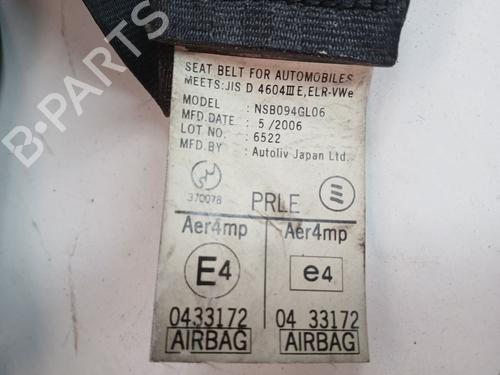 SEAT BELT FOR AUTOMOBILES
MEETS:JIS D 4604III E,ELR-VWe
MODEL : NSB094GL06
MFD.DATE : 5 /2006
LOT NO. : 6522
MFD.BY : Autoliv Japan Ltd.
370078
PRLE E
Aer4mp Aer4mp
E4 e4
0433172 04 33172
AIRBAG AIRBAG
B-PARTS